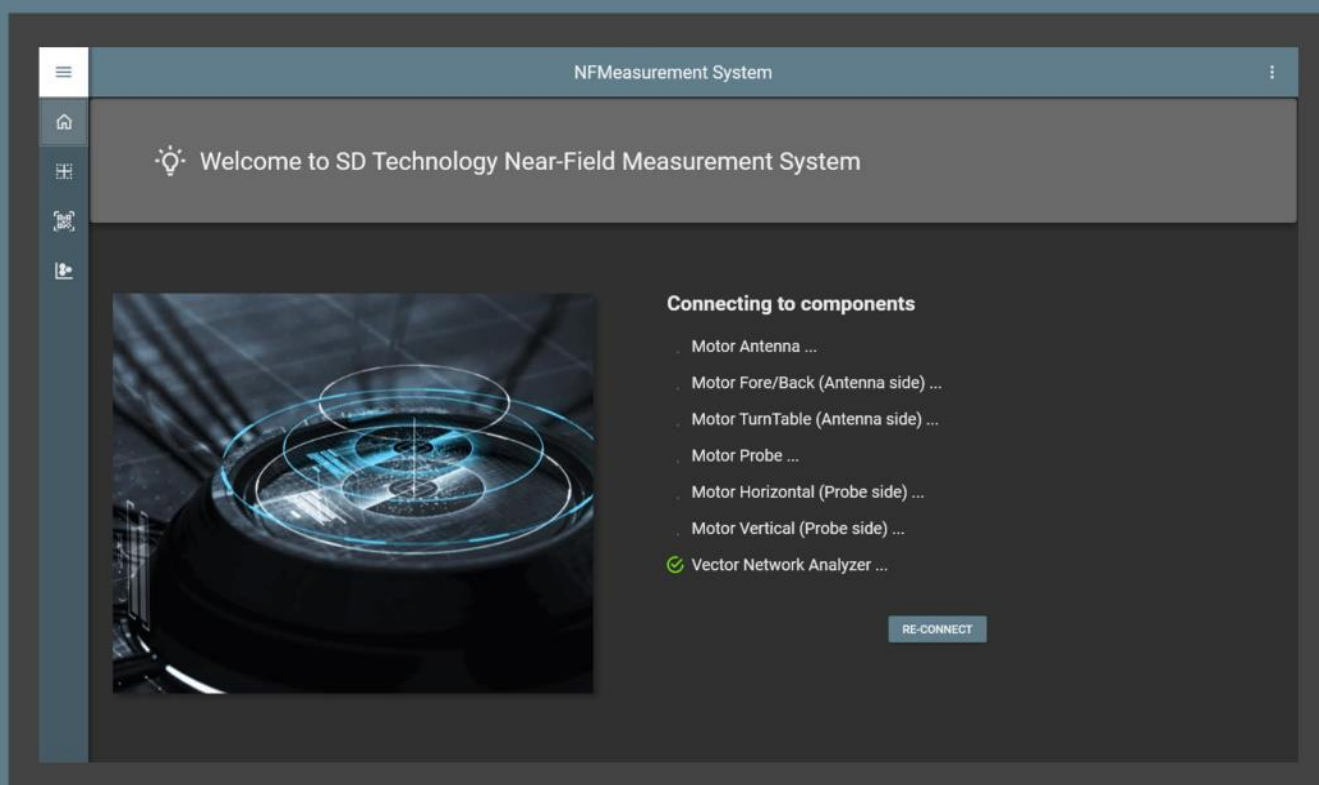 NFMeasurement System
Welcome to SD Technology Near-Field Measurement System
Connecting to components
Motor Antenna ...
Motor Fore/Back (Antenna side) ...
Motor TurnTable (Antenna side) ...
Motor Probe ...
Motor Horizontal (Probe side) ...
Motor Vertical (Probe side) ...
Vector Network Analyzer ...
RE-CONNECT